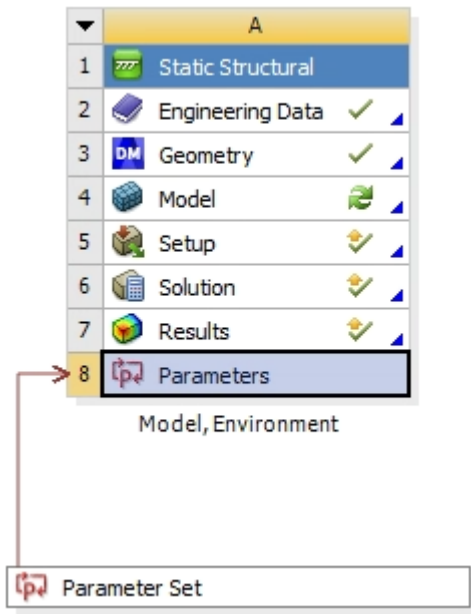 A
1 Static Structural
2 Engineering Data
3 DM Geometry
4 Model
5 Setup
6 Solution
7 Results
8 p Parameters
Model, Environment
p Parameter Set